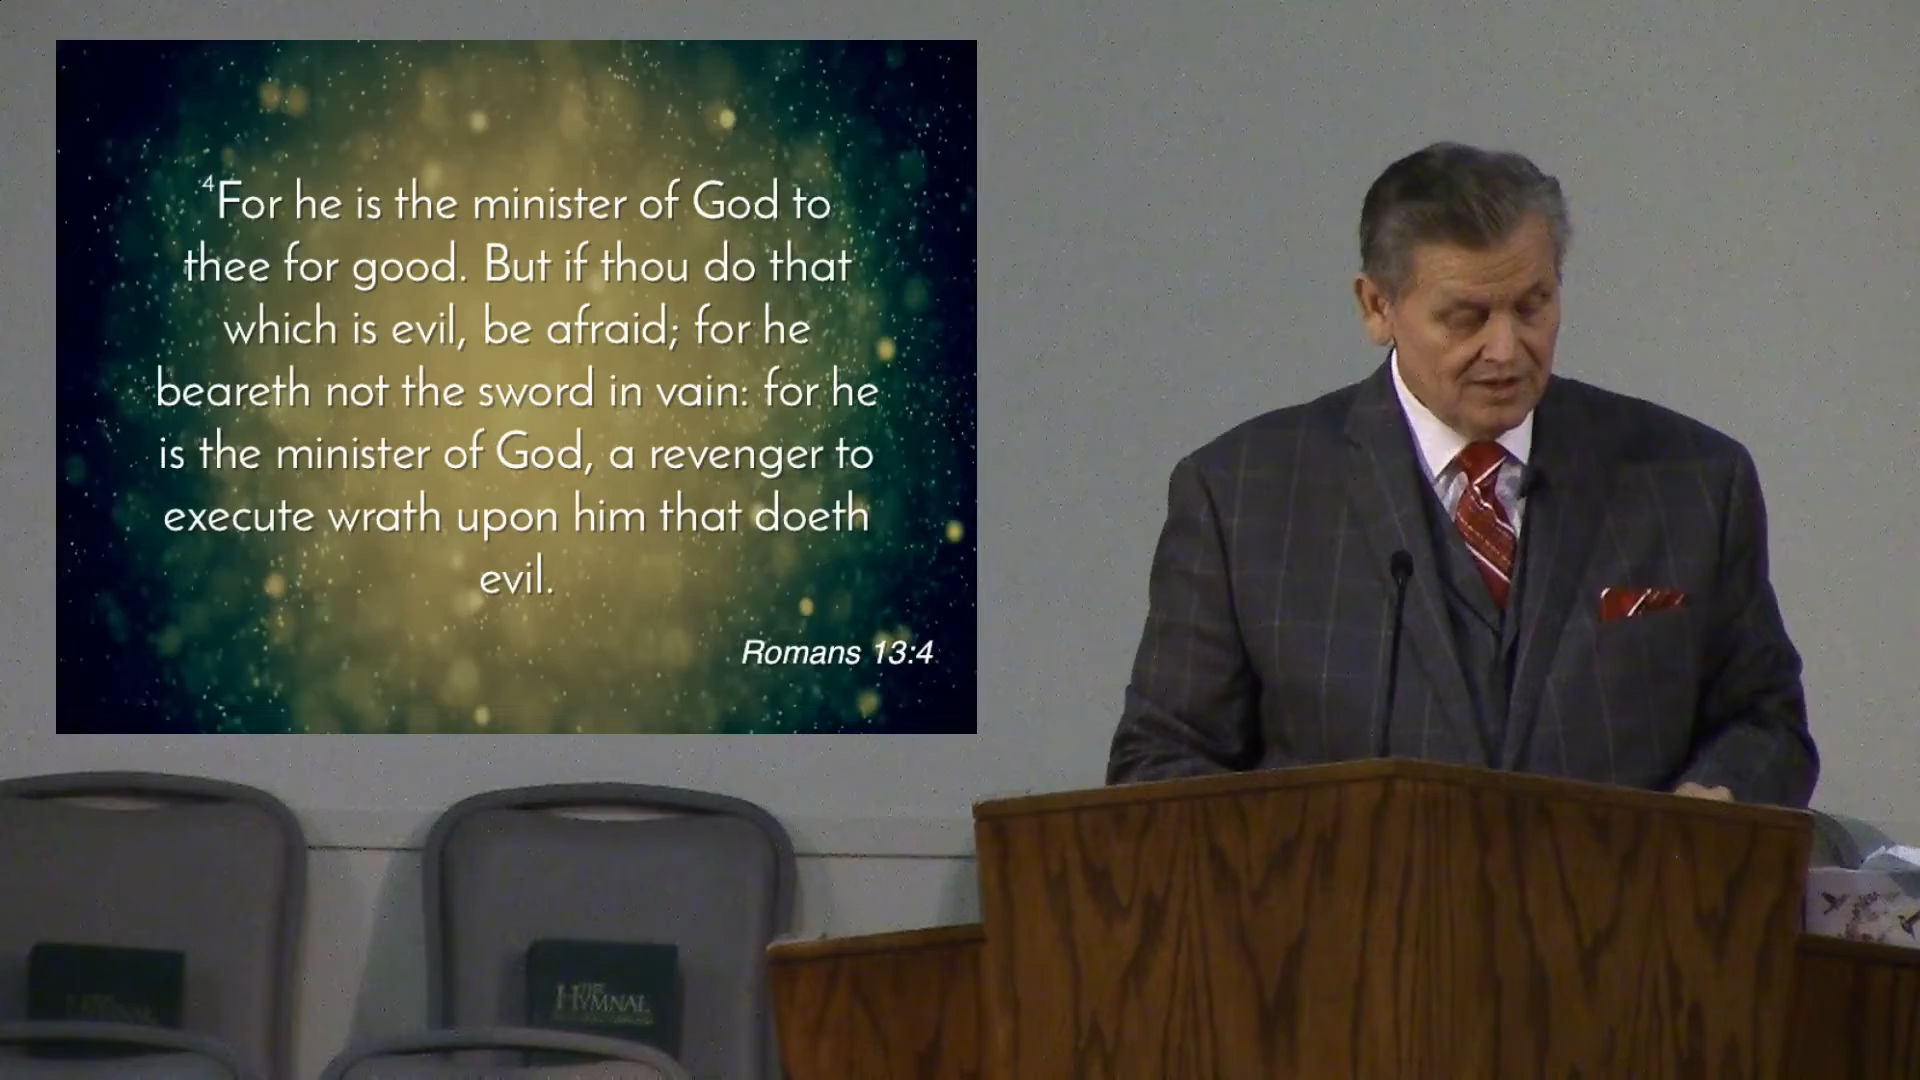 ⁴For he is the minister of God to
thee for good. But if thou do that
which is evil, be afraid; for he
beareth not the sword in vain: for he
is the minister of God, a revenger to
execute wrath upon him that doeth
evil.
Romans 13:4
THE
HYMNAL